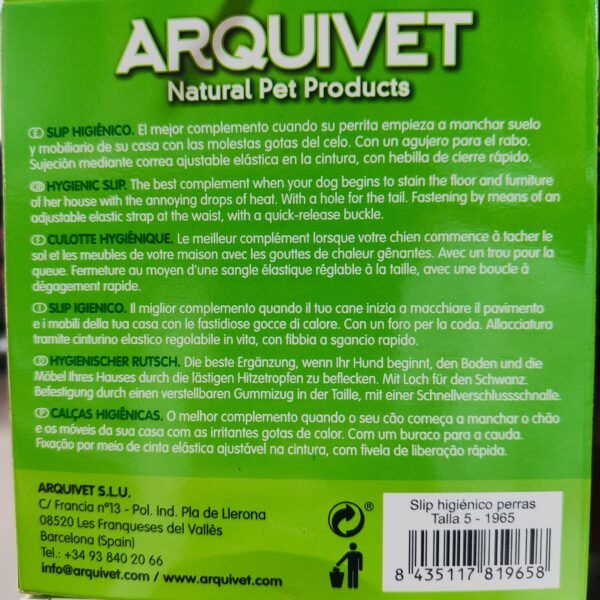 ARQUIVET
Natural Pet Products
E SLIP HIGIÉNICO. El mejor complemento cuando su perrita empieza a manchar suelo
y mobiliario de su casa con las molestas gotas del celo. Con un agujero para el rabo.
Sujeción mediante correa ajustable elástica en la cintura, con hebilla de cierre rápido.
GB HYGIENIC SLIP. The best complement when your dog begins to stain the floor and furniture
of her house with the annoying drops of heat. With a hole for the tail. Fastening by means of an
adjustable elastic strap at the waist, with a quick-release buckle.
F CULOTTE HYGIÉNIQUE. Le meilleur complément lorsque votre chien commence à tacher le
sol et les meubles de votre maison avec les gouttes de chaleur gênantes. Avec un trou pour la
queue. Fermeture au moyen d'une sangle élastique réglable à la taille, avec une boucle à
dégagement rapide.
I SLIP IGIENICO. Il miglior complemento quando il tuo cane inizia a macchiare il pavimento
e i mobili della tua casa con le fastidiose gocce di calore. Con un foro per la coda. Allacciatura
tramite cinturino elastico regolabile in vita, con fibbia a sgancio rapido.
D HYGIENISCHER RUTSCH. Die beste Ergänzung, wenn Ihr Hund beginnt, den Boden und die
Möbel Ihres Hauses durch die lästigen Hitzetropfen zu beflecken. Mit Loch für den Schwanz.
Befestigung durch einen verstellbaren Gummizug in der Taille, mit einer Schnellverschlussschnalle.
P CALÇAS HIGIÊNICAS. O melhor complemento quando o seu cão começa a manchar o chão
e os móveis da sua casa com as irritantes gotas de calor. Com um buraco para a cauda.
Fixação por meio de cinta elástica ajustável na cintura, com fivela de liberação rápida.
ARQUIVET S.L.U.
C/ Francia nº13 - Pol. Ind. Pla de Llerona
08520 Les Franqueses del Vallès
Barcelona (Spain)
Tel.: +34 93 840 20 66
info@arquivet.com / www.arquivet.com
Slip higiénico perras
Talla 5 - 1965
8 435117 819658